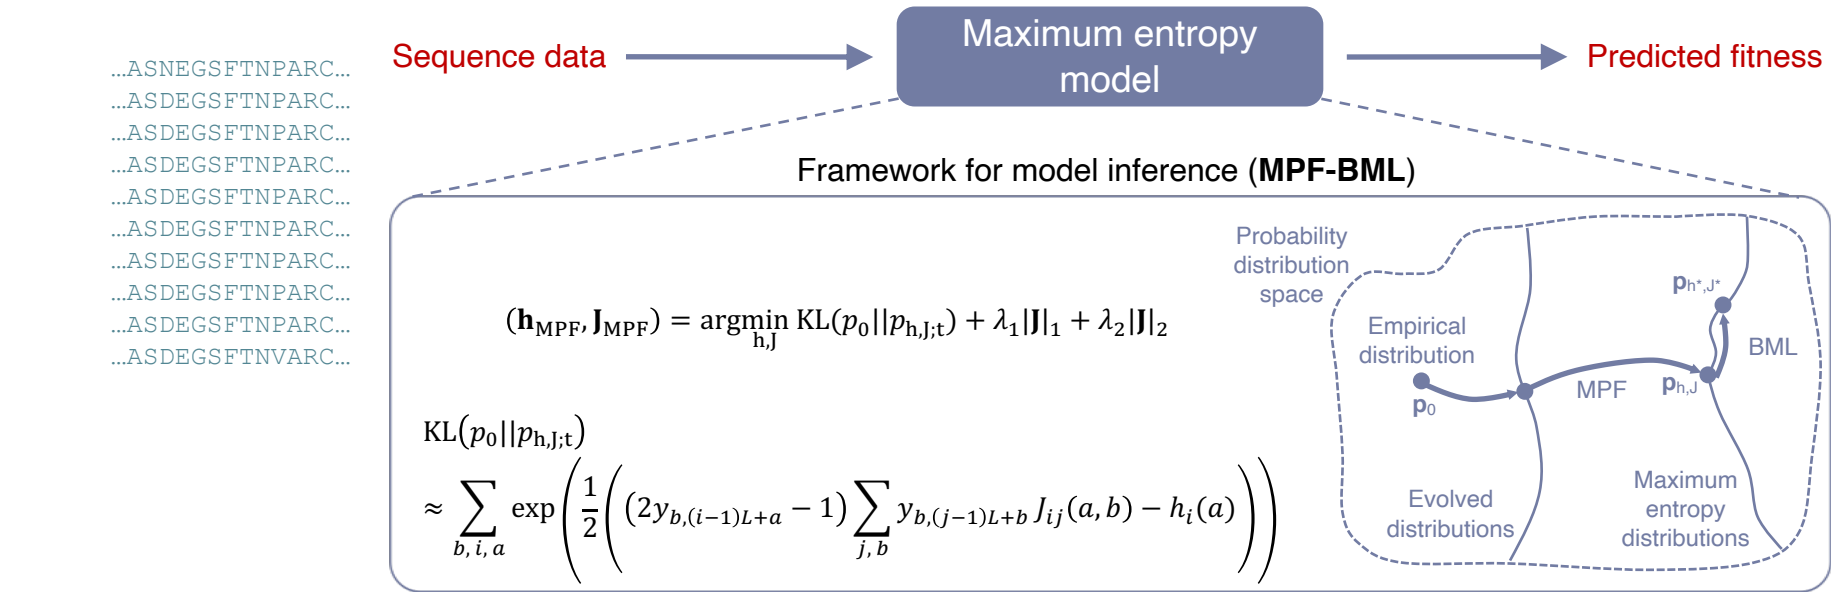 ...ASNEGSFTNPARC...
...ASDEGSFTNPARC...
...ASDEGSFTNPARC...
...ASDEGSFTNPARC...
...ASDEGSFTNPARC...
...ASDEGSFTNPARC...
...ASDEGSFTNPARC...
...ASDEGSFTNPARC...
...ASDEGSFTNPARC...
...ASDEGSFTNVARC...
Sequence data
Maximum entropy
model
Predicted fitness
Framework for model inference (MPF-BML)
(h_MPF, J_MPF) = argmin_{h,J} KL(p_0||p_{h,J;t}) + λ_1|J|_1 + λ_2|J|_2
KL(p_0||p_{h,J;t})
≈ ∑_{b, i, a} exp(1/2((2y_{b,(i−1)L+a} − 1) ∑_{j, b} y_{b,(j−1)L+b} J_{ij}(a, b) − h_i(a)))
Probability
distribution
space
Empirical
distribution
p_0
MPF
p_{h,J}
BML
p_{h*,J*}
Evolved
distributions
Maximum
entropy
distributions